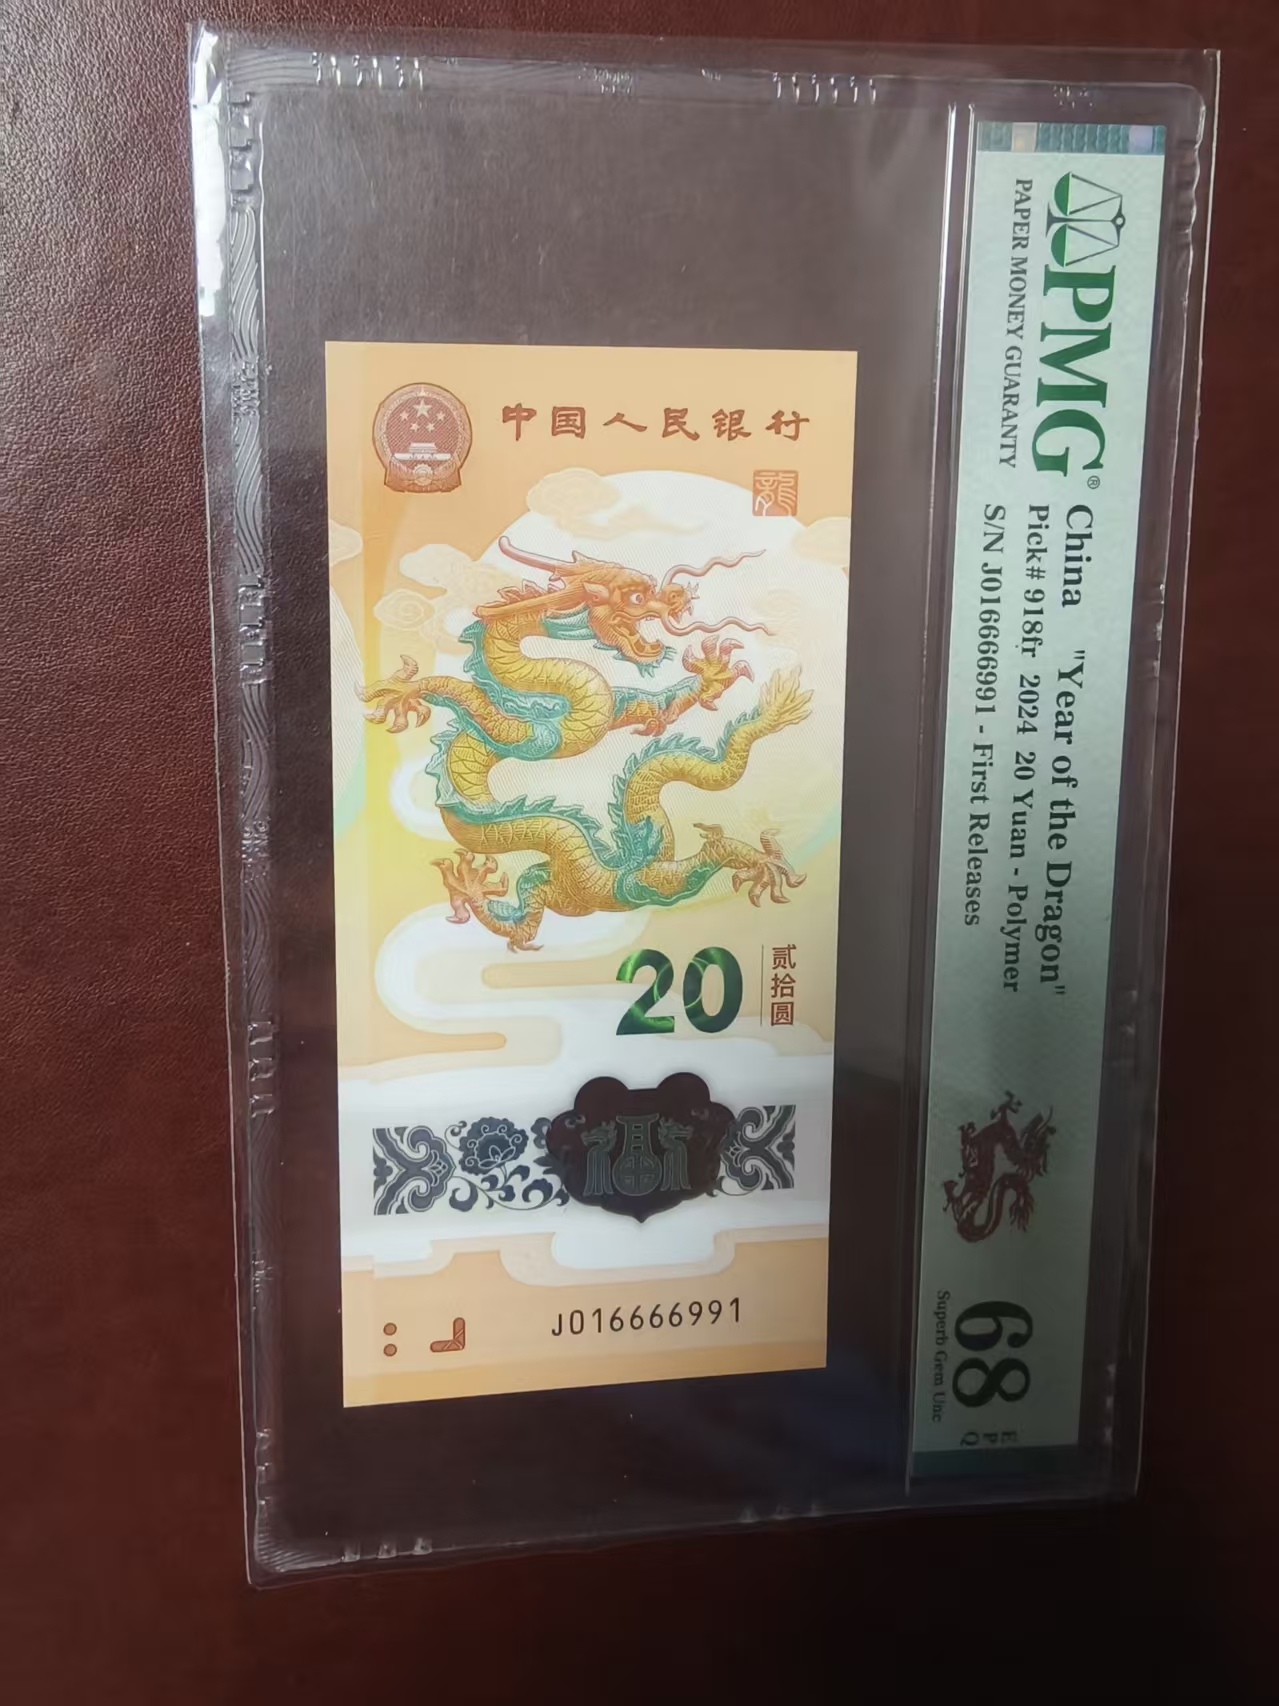 中国人民银行
龍
20
贰拾圆
J016666991
PMG®
PAPER MONEY GUARANTY
China "Year of the Dragon"
Pick# 918fr 2024 20 Yuan - Polymer
S/N J016666991 - First Releases
68
EPQ
Superb Gem Unc